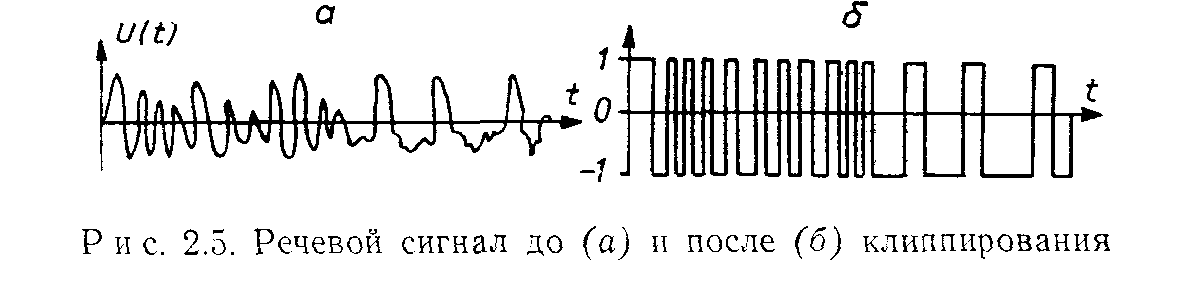 а
б
U(t)
t
1
0
-1
t
Рис. 2.5. Речевой сигнал до (а) и после (б) клиппирования